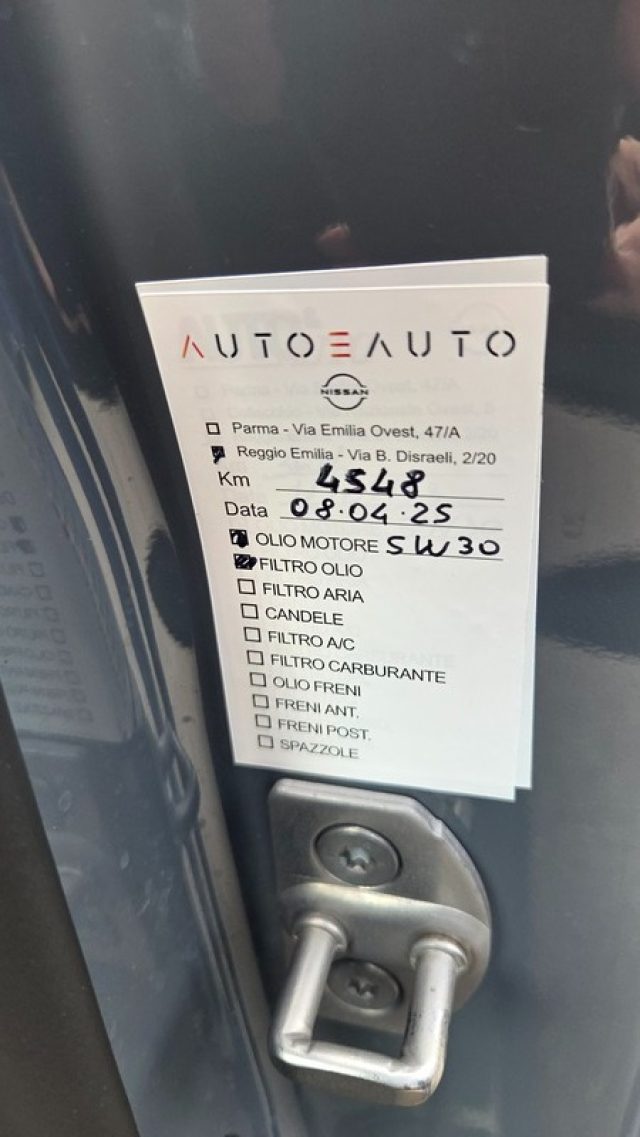 AUTOEAUTO
NISSAN
Parma - Via Emilia Ovest, 47/A
Reggio Emilia - Via B. Disraeli, 2/20
Km 4548
Data 08.04.25
OLIO MOTORE 5W30
FILTRO OLIO
FILTRO ARIA
CANDELE
FILTRO A/C
FILTRO CARBURANTE
OLIO FRENI
FRENI ANT.
FRENI POST.
SPAZZOLE